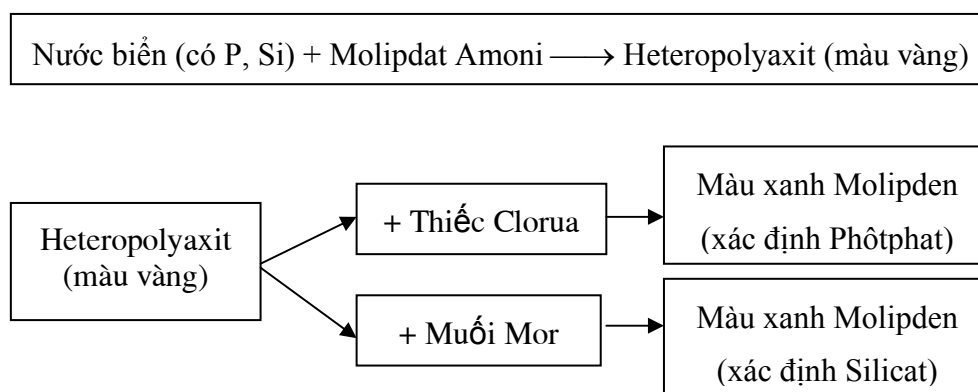 Nước biển (có P, Si) + Molipdat Amoni ⟶ Heteropolyaxit (màu vàng)
Heteropolyaxit
(màu vàng)
+ Thiếc Clorua
Màu xanh Molipden
(xác định Phôtphat)
+ Muối Mor
Màu xanh Molipden
(xác định Silicat)